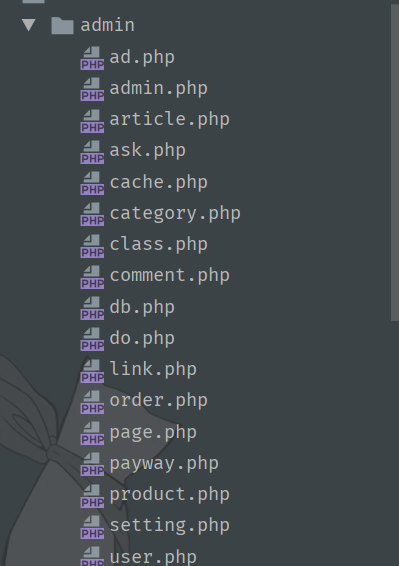 admin
PHP ad.php
PHP admin.php
PHP article.php
PHP ask.php
PHP cache.php
PHP category.php
PHP class.php
PHP comment.php
PHP db.php
PHP do.php
PHP link.php
PHP order.php
PHP page.php
PHP payway.php
PHP product.php
PHP setting.php
PHP user.php